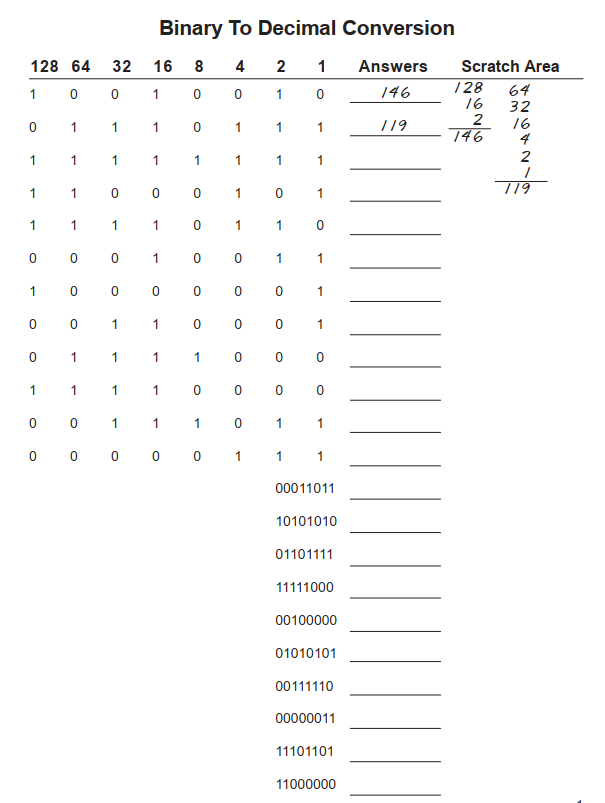 Binary To Decimal Conversion
128 64 32 16 8 4 2 1 Answers Scratch Area
1 0 0 1 0 0 1 0 146 128 64
16 32
0 1 1 1 0 1 1 1 119 2 16
146 4
1 1 1 1 1 1 1 1 2
1
1 1 0 0 0 1 0 1 119
1 1 1 1 0 1 1 0
0 0 0 1 0 0 1 1
1 0 0 0 0 0 0 1
0 0 1 1 0 0 0 1
0 1 1 1 1 0 0 0
1 1 1 1 0 0 0 0
0 0 1 1 1 0 1 1
0 0 0 0 0 1 1 1
00011011
10101010
01101111
11111000
00100000
01010101
00111110
00000011
11101101
11000000